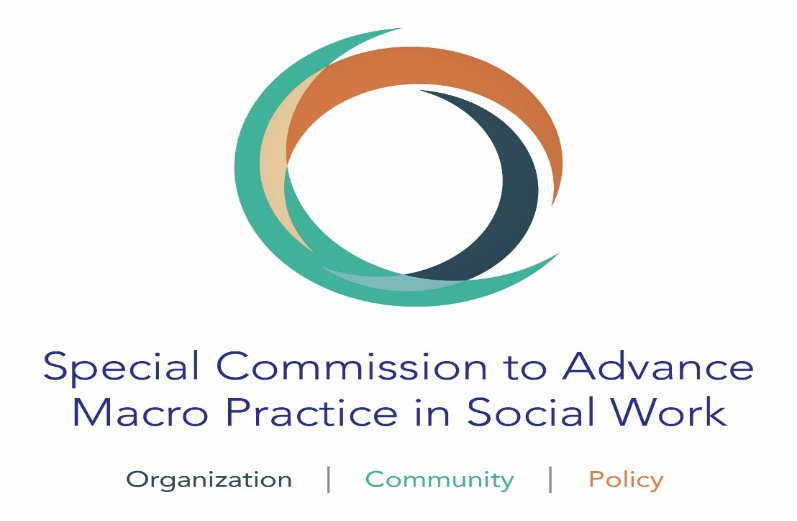 Special Commission to Advance
Macro Practice in Social Work
Organization | Community | Policy